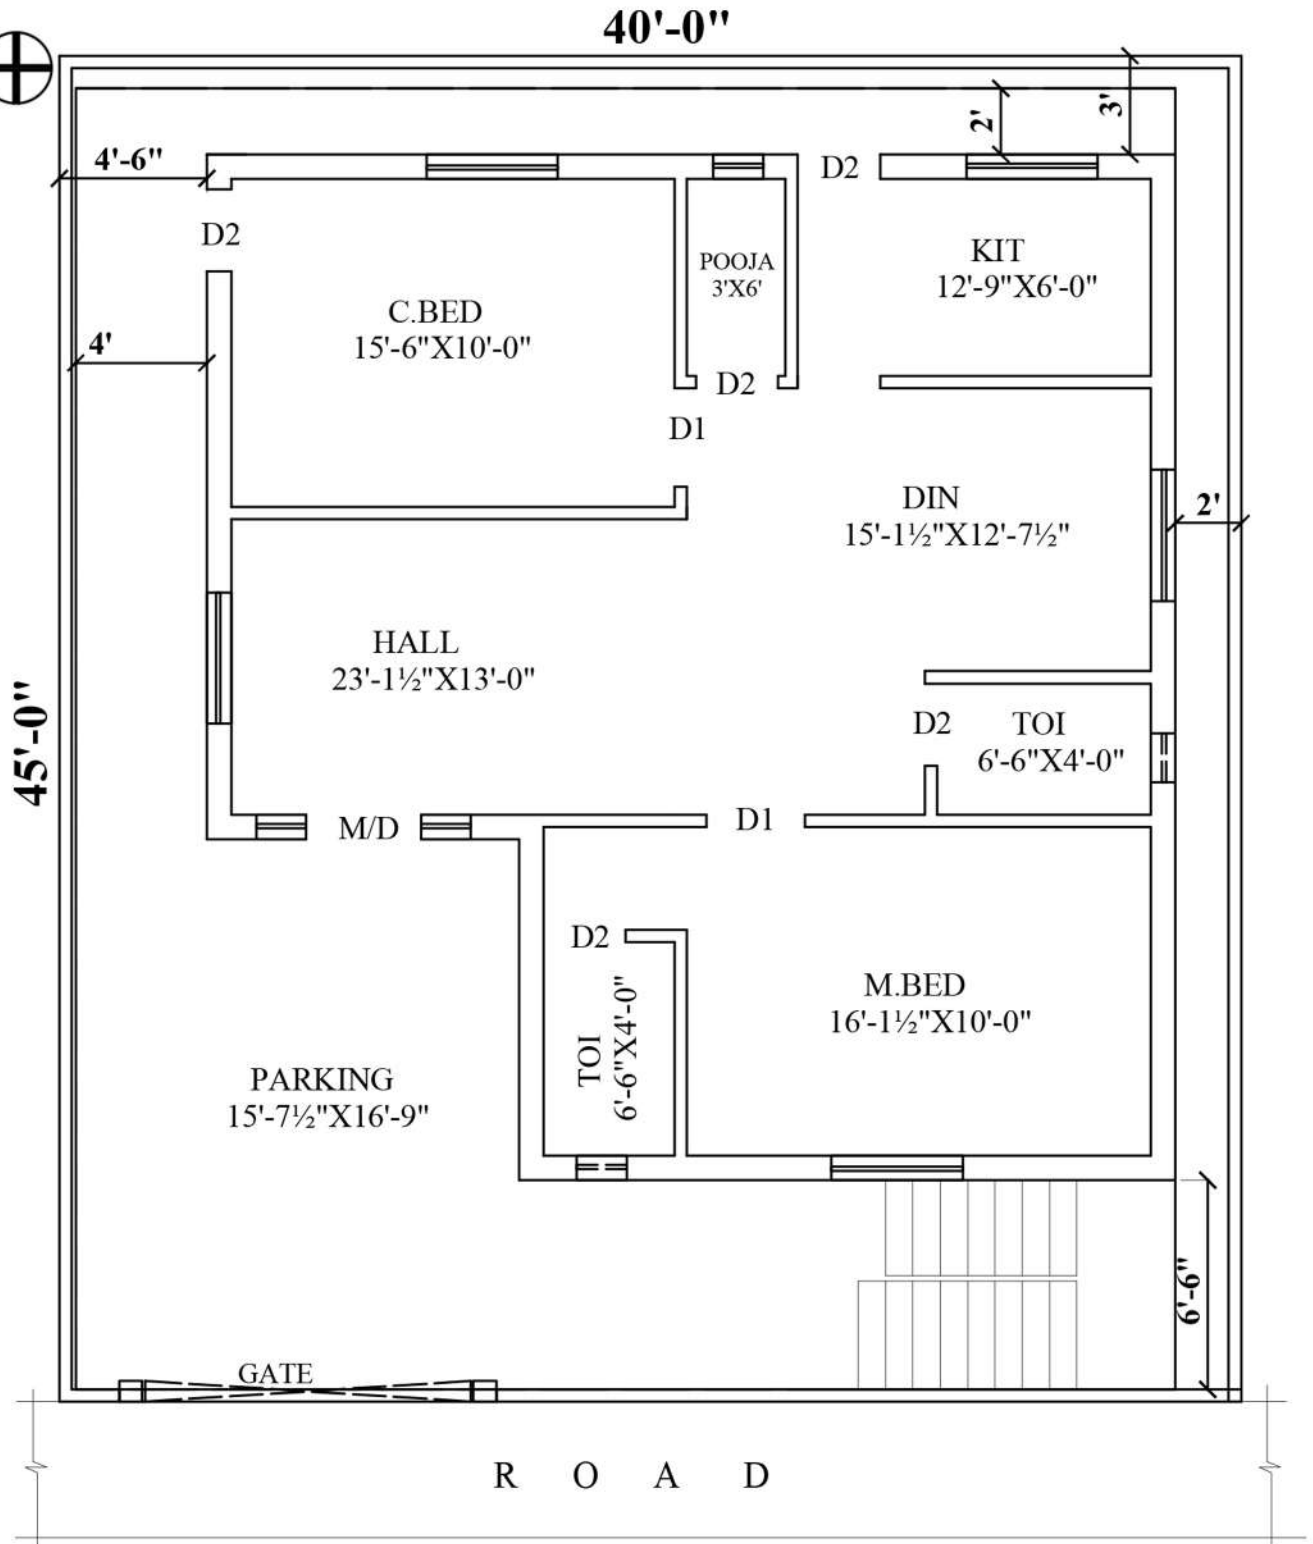 40'-0"
3'
2'
4'-6"
D2
D2
KIT
12'-9"X6'-0"
POOJA
3'X6'
C.BED
15'-6"X10'-0"
4'
D2
D1
DIN
15'-1½"X12'-7½"
2'
HALL
23'-1½"X13'-0"
45'-0"
D2
TOI
6'-6"X4'-0"
M/D
D1
D2
M.BED
16'-1½"X10'-0"
TOI
6'-6"X4'-0"
PARKING
15'-7½"X16'-9"
6'-6"
GATE
R O A D